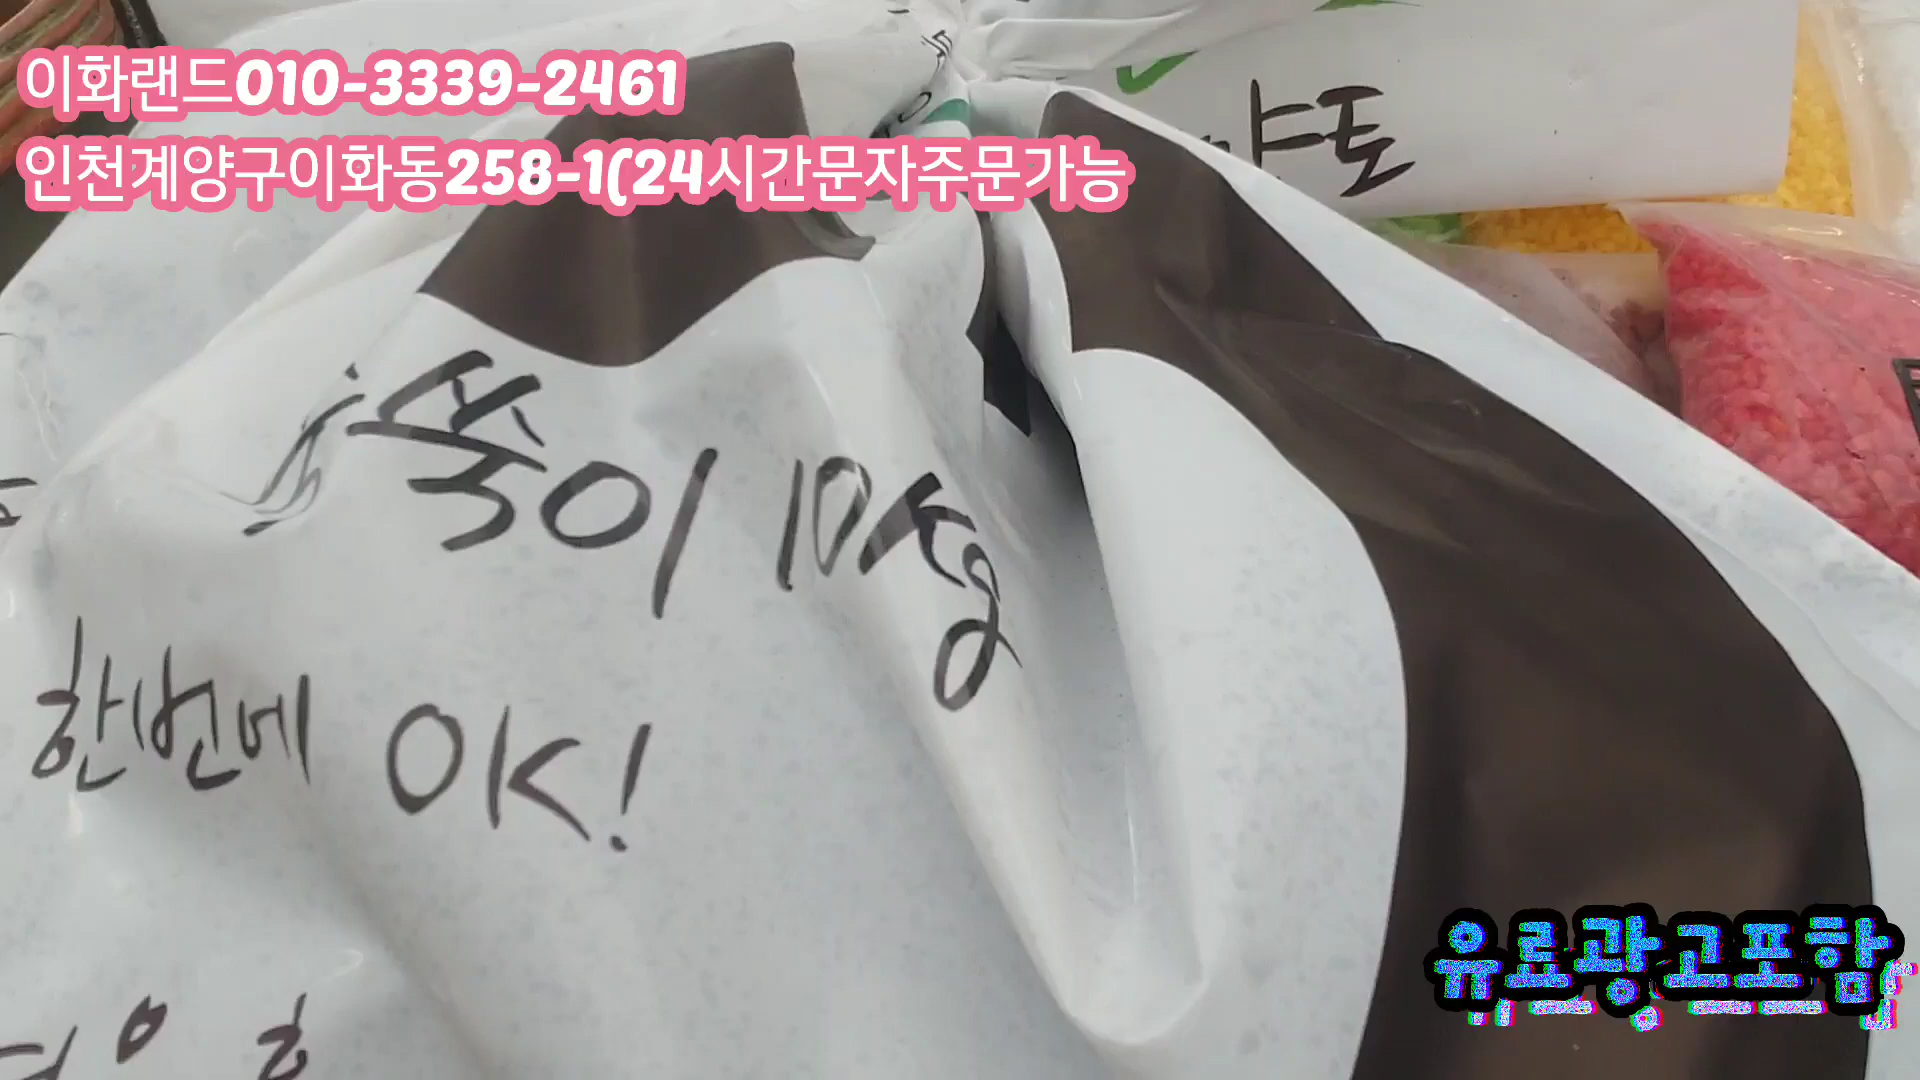 이화랜드010-3339-2461
인천계양구이화동258-1(24시간문자주문가능
쑥이 10Kg
한번에 OK!
유료광고포함